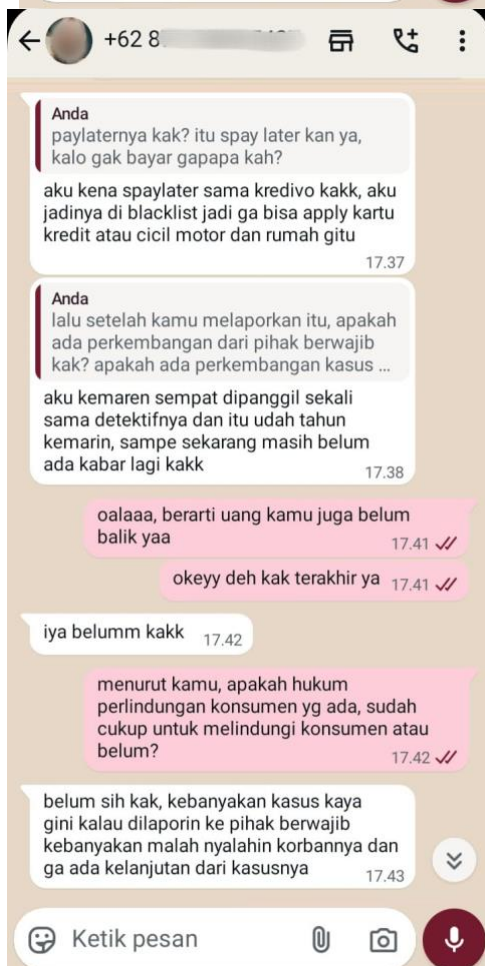 +62 8
Anda
paylaternya kak? itu spay later kan ya,
kalo gak bayar gapapa kah?
aku kena spaylater sama kredivo kakk, aku
jadinya di blacklist jadi ga bisa apply kartu
kredit atau cicil motor dan rumah gitu
17.37
Anda
lalu setelah kamu melaporkan itu, apakah
ada perkembangan dari pihak berwajib
kak? apakah ada perkembangan kasus ...
aku kemaren sempat dipanggil sekali
sama detektifnya dan itu udah tahun
kemarin, sampe sekarang masih belum
ada kabar lagi kakk
17.38
oalaaa, berarti uang kamu juga belum
balik yaa
17.41
okeyy deh kak terakhir ya 17.41
iya belumm kakk 17.42
menurut kamu, apakah hukum
perlindungan konsumen yg ada, sudah
cukup untuk melindungi konsumen atau
belum?
17.42
belum sih kak, kebanyakan kasus kaya
gini kalau dilaporin ke pihak berwajib
kebanyakan malah nyalahin korbannya dan
ga ada kelanjutan dari kasusnya
17.43
Ketik pesan